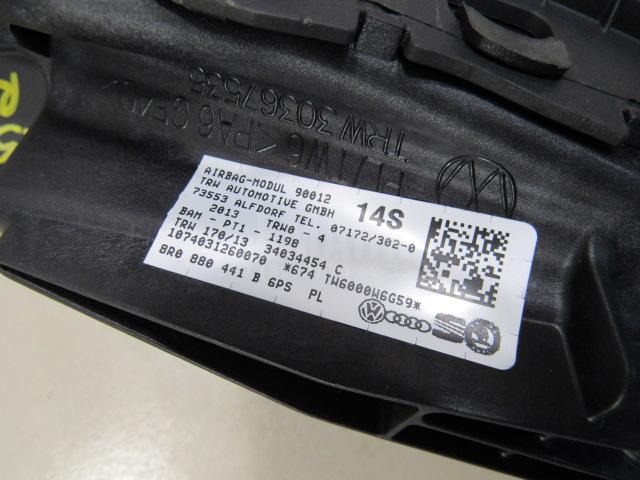 AIRBAG-MODUL 90012
TRW AUTOMOTIVE GMBH
73553 ALFDORF TEL. 07172/302-0
2013 TRW0 - 4
BAM - PT1 - 1198
TRW 170/13 34034454 C
1074031260070 *674 TW6000W6G59*
8R0 880 441 B 6PS PL
14S
TRW 30367535